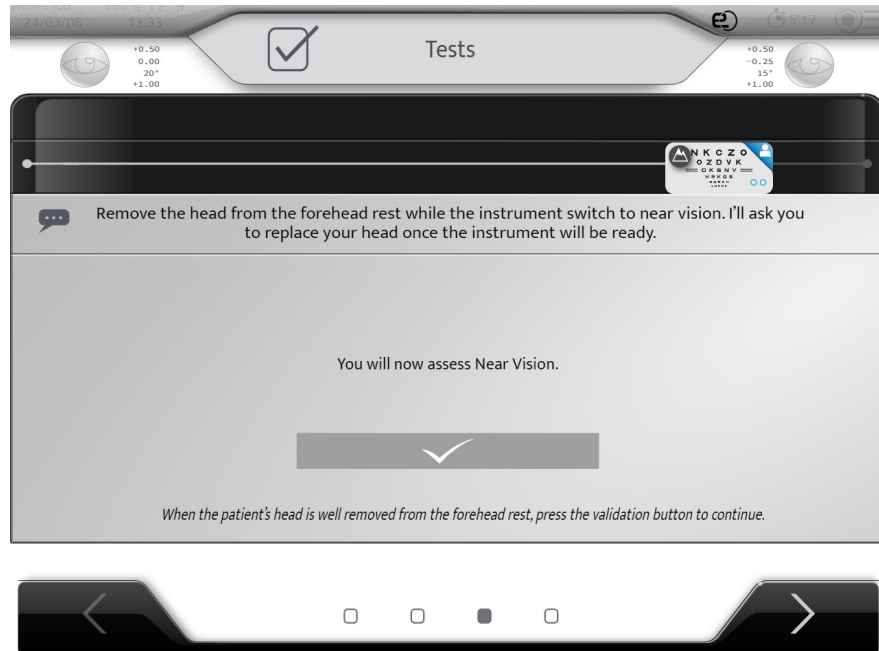 24/03/06 13:33
5'17
Tests
+0.50
0.00
20°
+1.00
+0.50
-0.25
15°
+1.00
N K C Z O
O Z D V K
D K S N V
H R K D S
Remove the head from the forehead rest while the instrument switch to near vision. I'll ask you
to replace your head once the instrument will be ready.
You will now assess Near Vision.
When the patient's head is well removed from the forehead rest, press the validation button to continue.